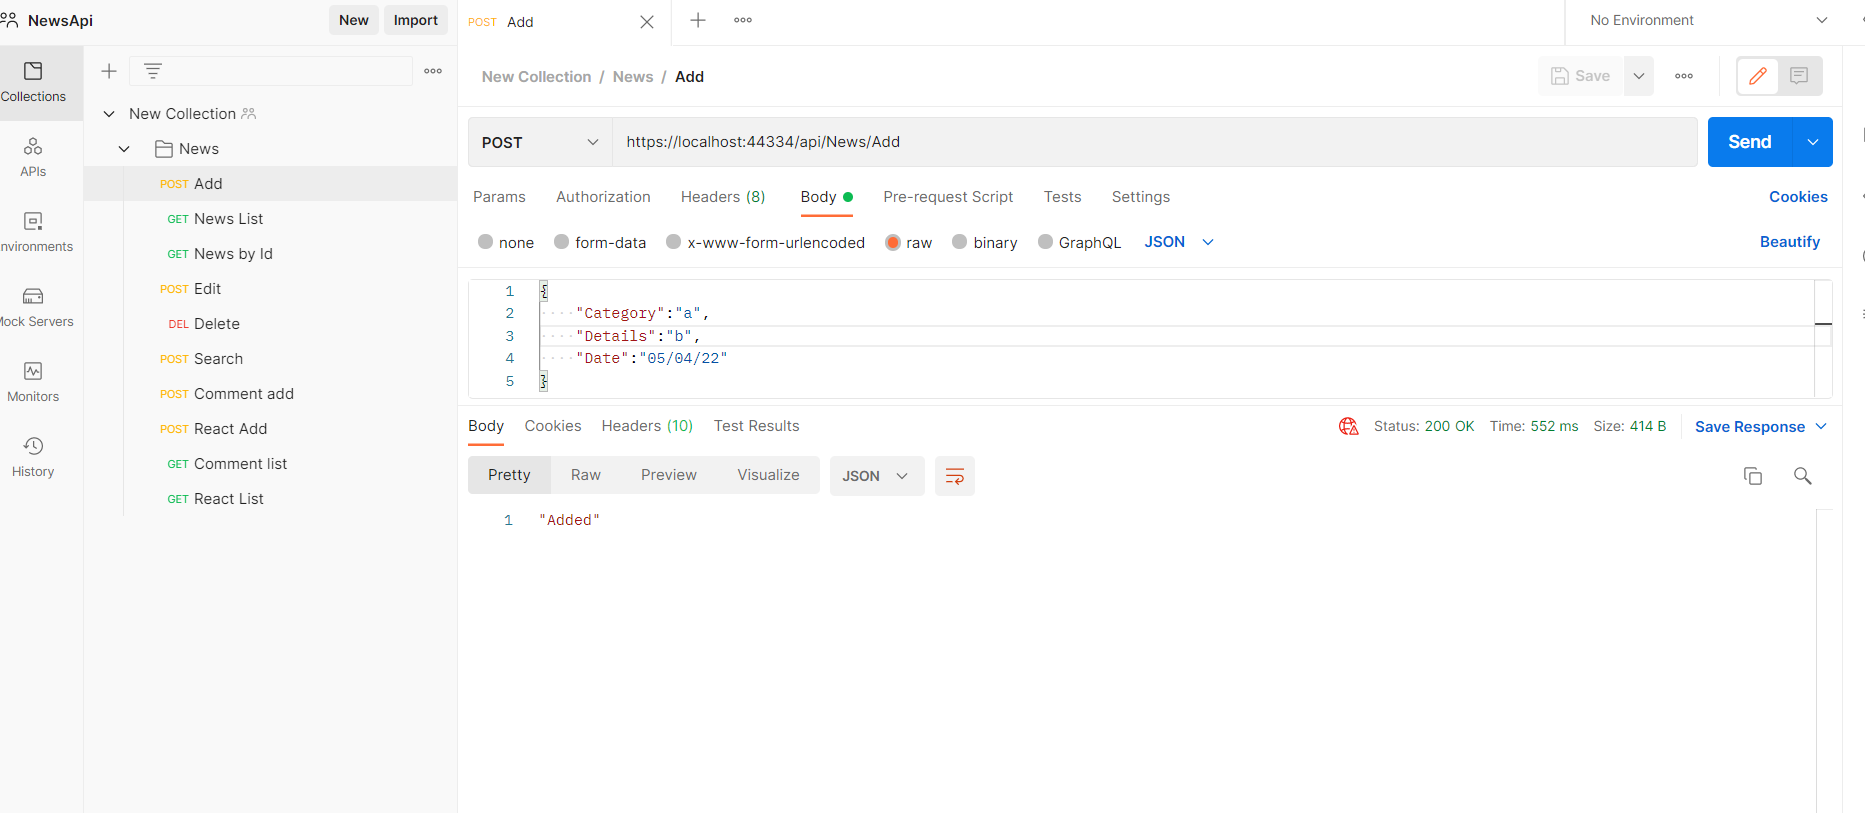 NewsApi
New
Import
POST Add
No Environment
Collections
APIs
nvironments
Mock Servers
Monitors
History
New Collection
News
POST Add
GET News List
GET News by Id
POST Edit
DEL Delete
POST Search
POST Comment add
POST React Add
GET Comment list
GET React List
New Collection / News / Add
Save
POST
https://localhost:44334/api/News/Add
Send
Params Authorization Headers (8) Body Pre-request Script Tests Settings
Cookies
none form-data x-www-form-urlencoded raw binary GraphQL JSON
Beautify
1 {
2 "Category":"a",
3 "Details":"b",
4 "Date":"05/04/22"
5 }
Body Cookies Headers (10) Test Results
Status: 200 OK Time: 552 ms Size: 414 B
Save Response
Pretty Raw Preview Visualize JSON
1 "Added"